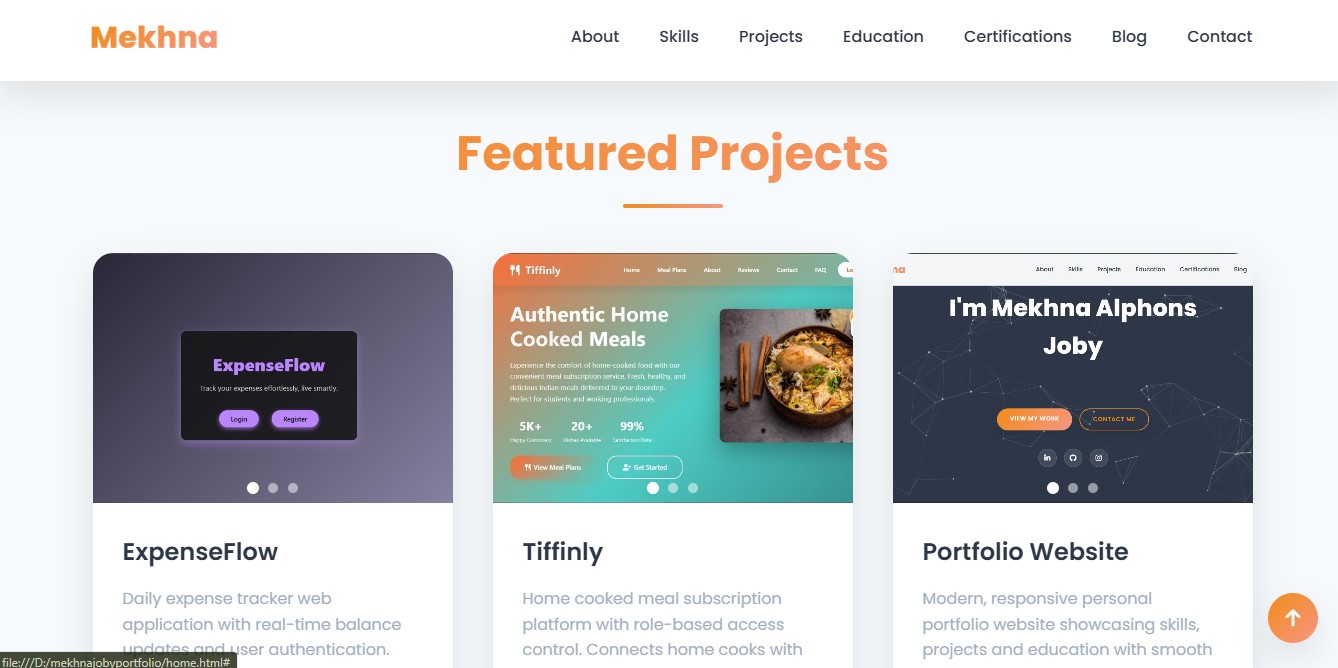 Mekhna
About Skills Projects Education Certifications Blog Contact
Featured Projects
ExpenseFlow
Track your expenses effortlessly, live smartly.
Login Register
Tiffinly
Home Meal Plans About Reviews Contact FAQ Lo
Authentic Home
Cooked Meals
Experience the comfort of home-cooked food with our
convenient meal subscription service. Fresh, healthy, and
delicious Indian meals delivered to your doorstep.
Perfect for students and working professionals.
5K+ 20+ 99%
Happy Customers Dishes Available Satisfaction Rate
View Meal Plans Get Started
na
About Skills Projects Education Certifications Blog
I'm Mekhna Alphons
Joby
VIEW MY WORK CONTACT ME
ExpenseFlow
Daily expense tracker web
application with real-time balance
updates and user authentication.
Tiffinly
Home cooked meal subscription
platform with role-based access
control. Connects home cooks with
Portfolio Website
Modern, responsive personal
portfolio website showcasing skills,
projects and education with smooth
file:///D:/mekhnajobyportfolio/home.html#